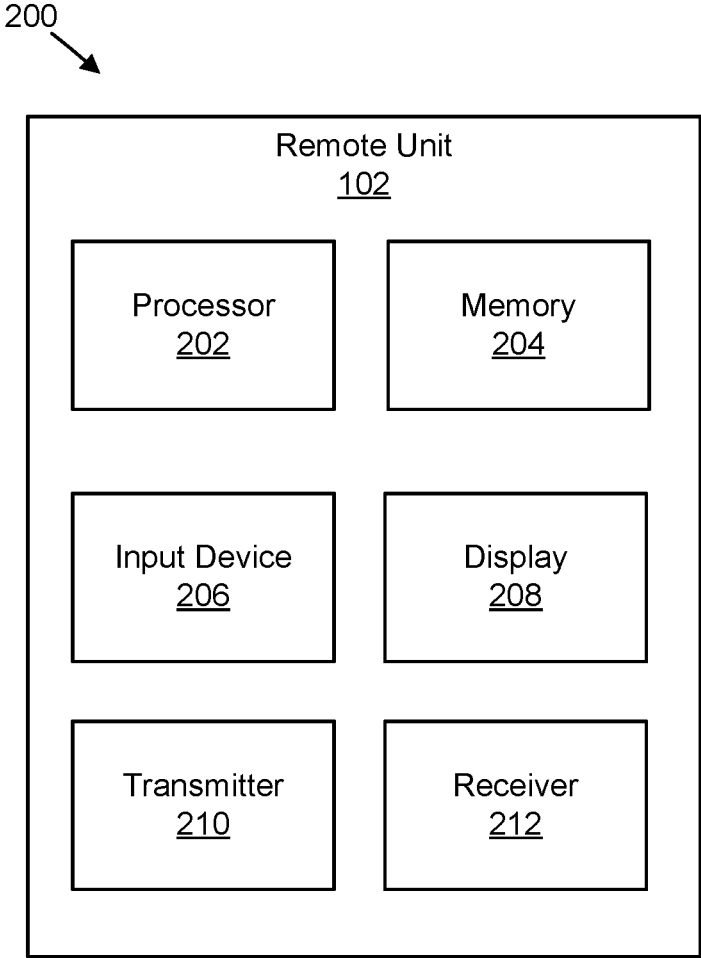 200
Remote Unit
102
Processor
202
Memory
204
Input Device
206
Display
208
Transmitter
210
Receiver
212